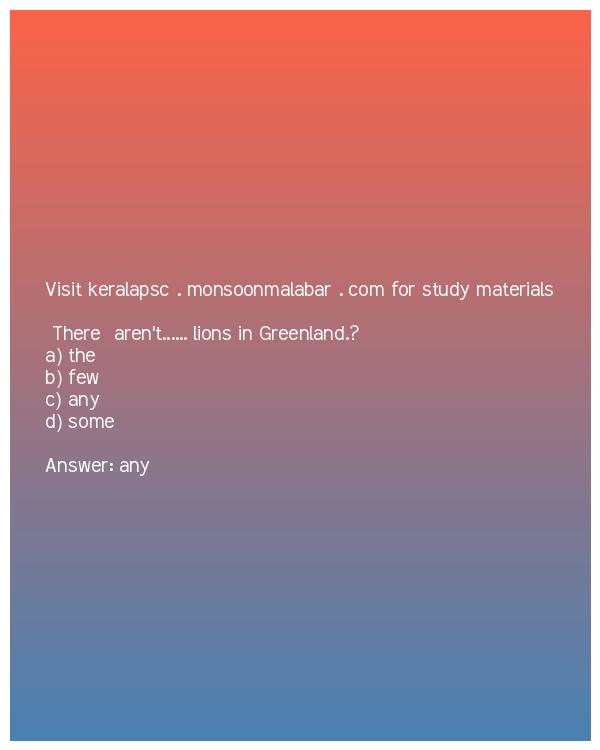 Visit keralapsc . monsoonmalabar . com for study materials
There aren't...... lions in Greenland.?
a) the
b) few
c) any
d) some
Answer: any